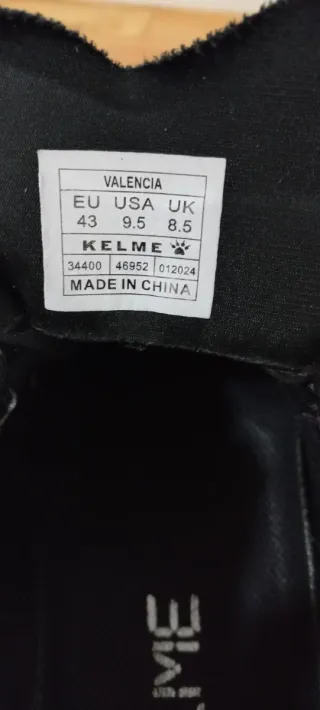 VALENCIA
EU USA UK
43 9.5 8.5
KELME
34400 46952 012024
MADE IN CHINA